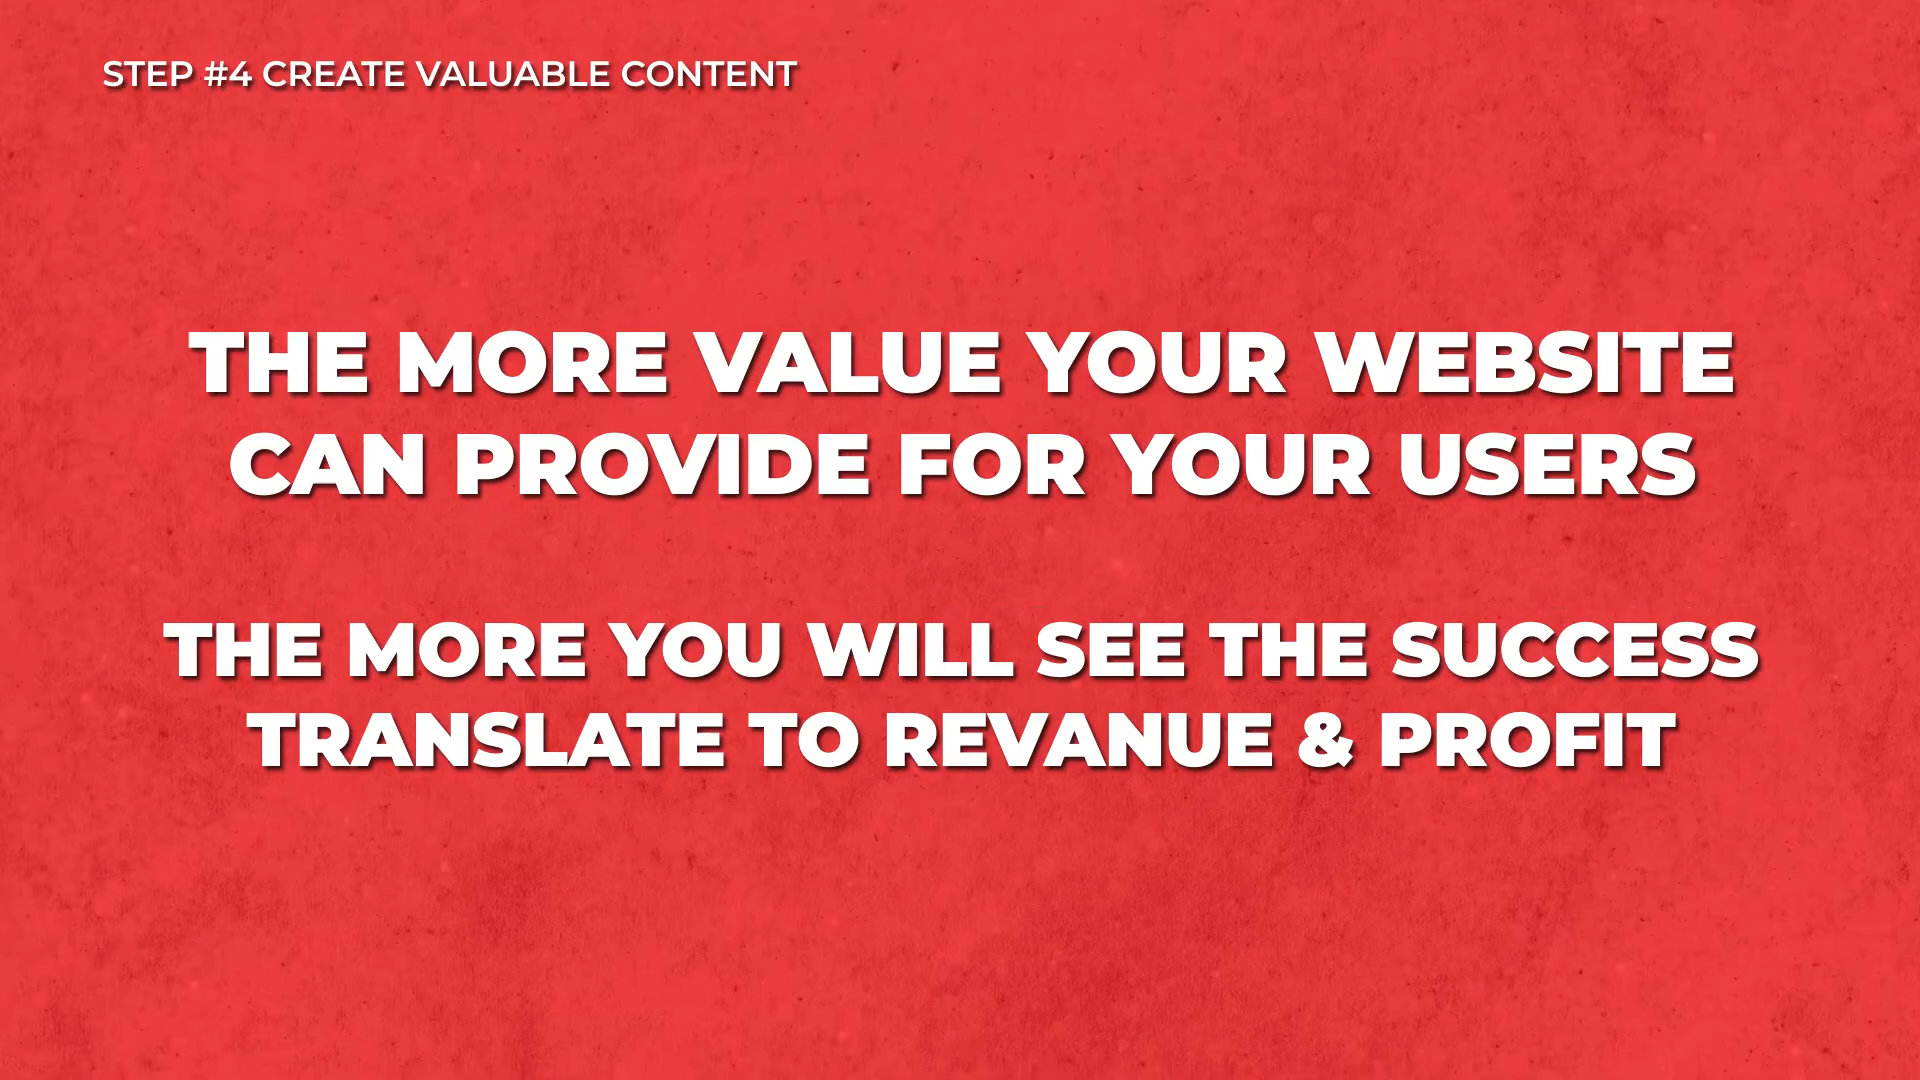 STEP #4 CREATE VALUABLE CONTENT
THE MORE VALUE YOUR WEBSITE
CAN PROVIDE FOR YOUR USERS
THE MORE YOU WILL SEE THE SUCCESS
TRANSLATE TO REVANUE & PROFIT